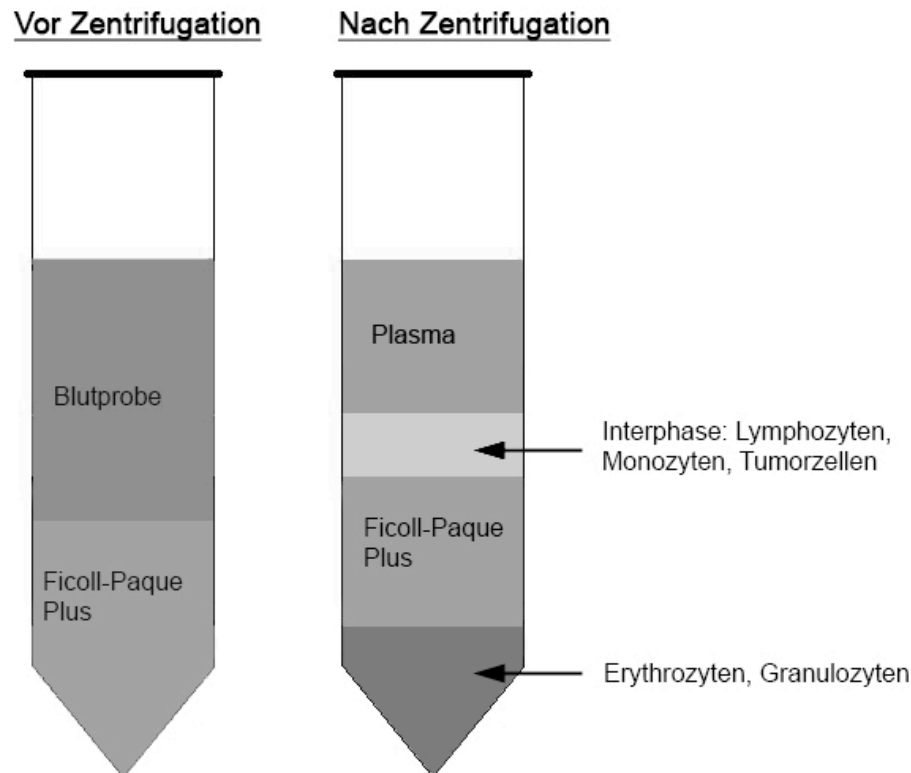 Vor Zentrifugation
Nach Zentrifugation
Blutprobe
Ficoll-Paque
Plus
Plasma
Interphase: Lymphozyten,
Monozyten, Tumorzellen
Ficoll-Paque
Plus
Erythrozyten, Granulozyten